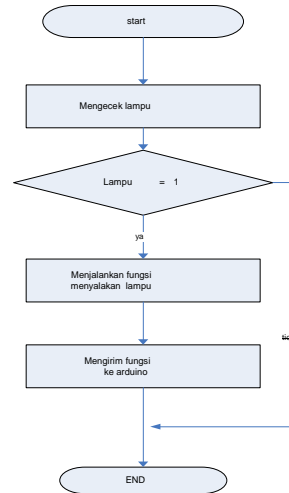 start
Mengecek lampu
Lampu = 1
ya
Menjalankan fungsi
menyalakan lampu
Mengirim fungsi
ke arduino
END